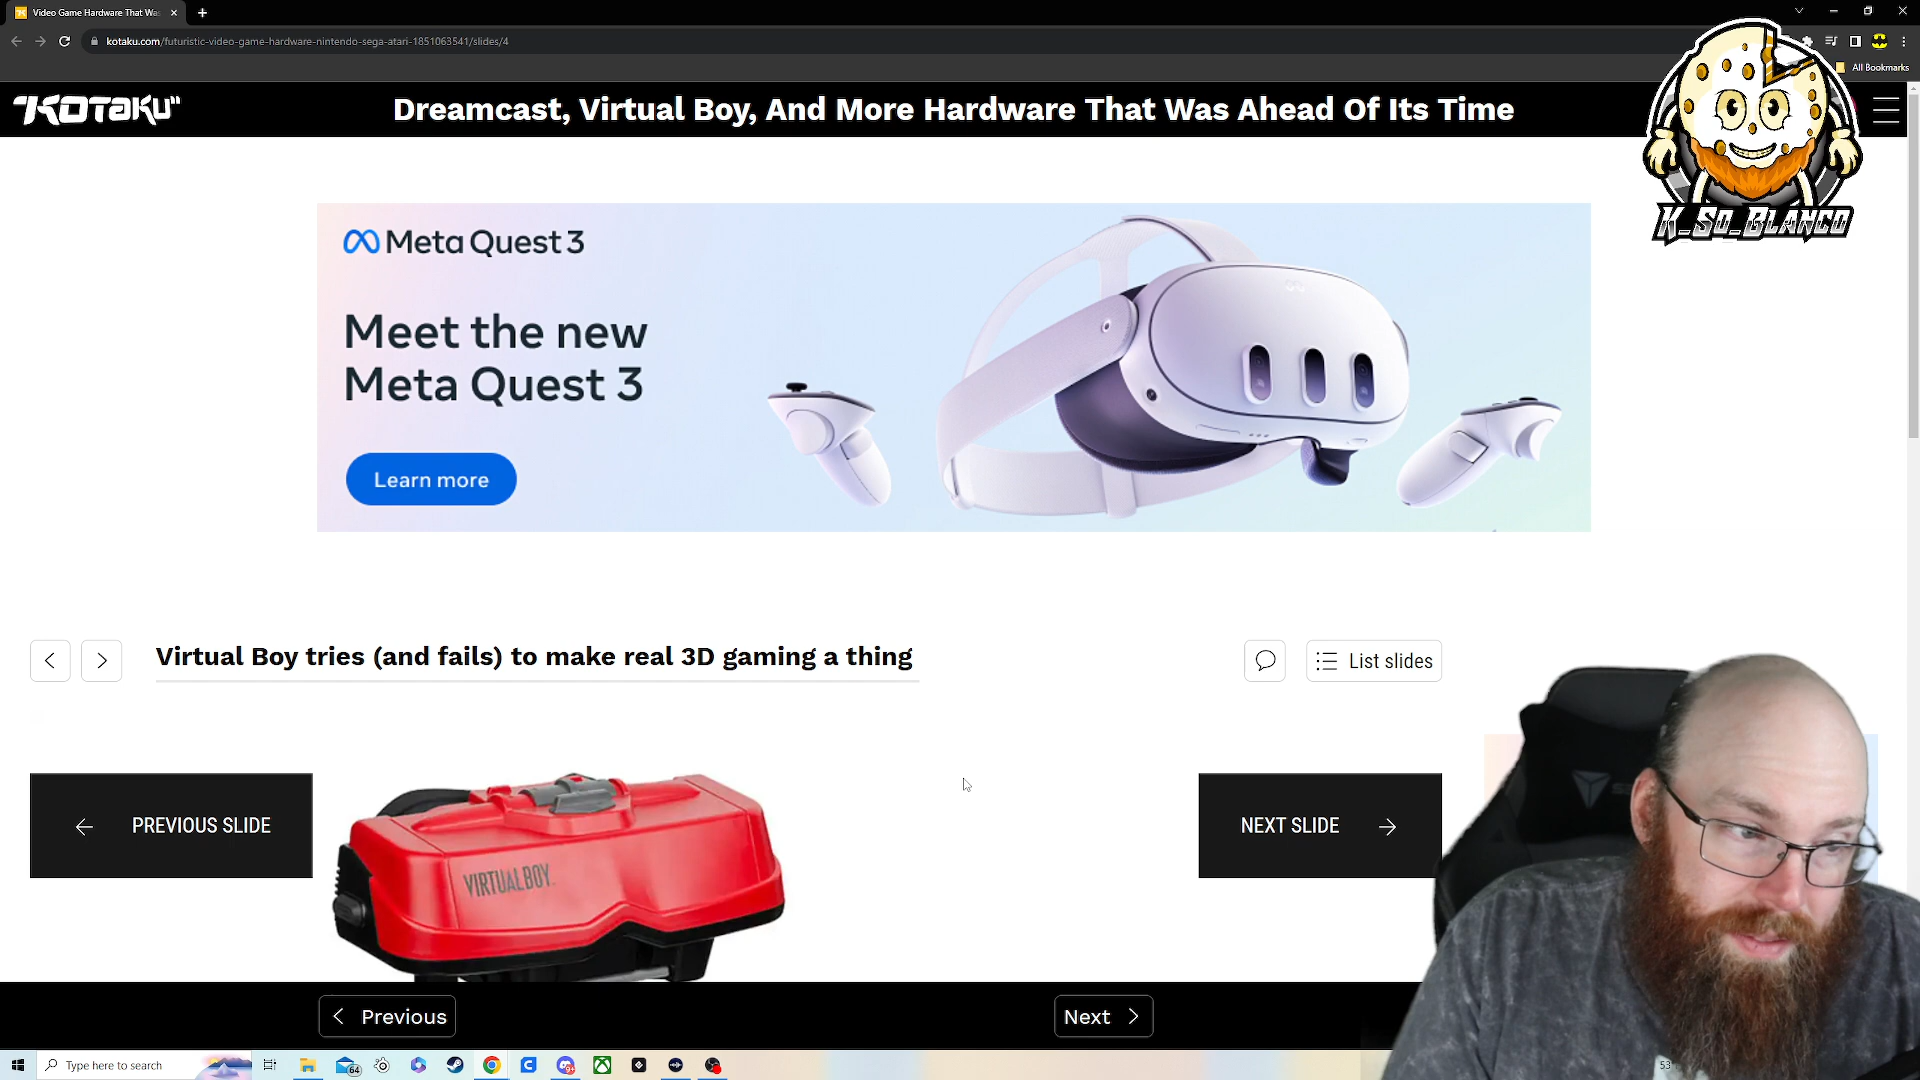 Video Game Hardware That Wa
kotaku.com/futuristic-video-game-hardware-nintendo-sega-atari-1851063541/slides/4
All Bookmarks
KOTAKU
Dreamcast, Virtual Boy, And More Hardware That Was Ahead Of Its Time
K_So_Blanco
Meta Quest 3
Meet the new
Meta Quest 3
Learn more
Virtual Boy tries (and fails) to make real 3D gaming a thing
List slides
PREVIOUS SLIDE
NEXT SLIDE
VIRTUAL BOY
Previous
Next
Type here to search
64
9+